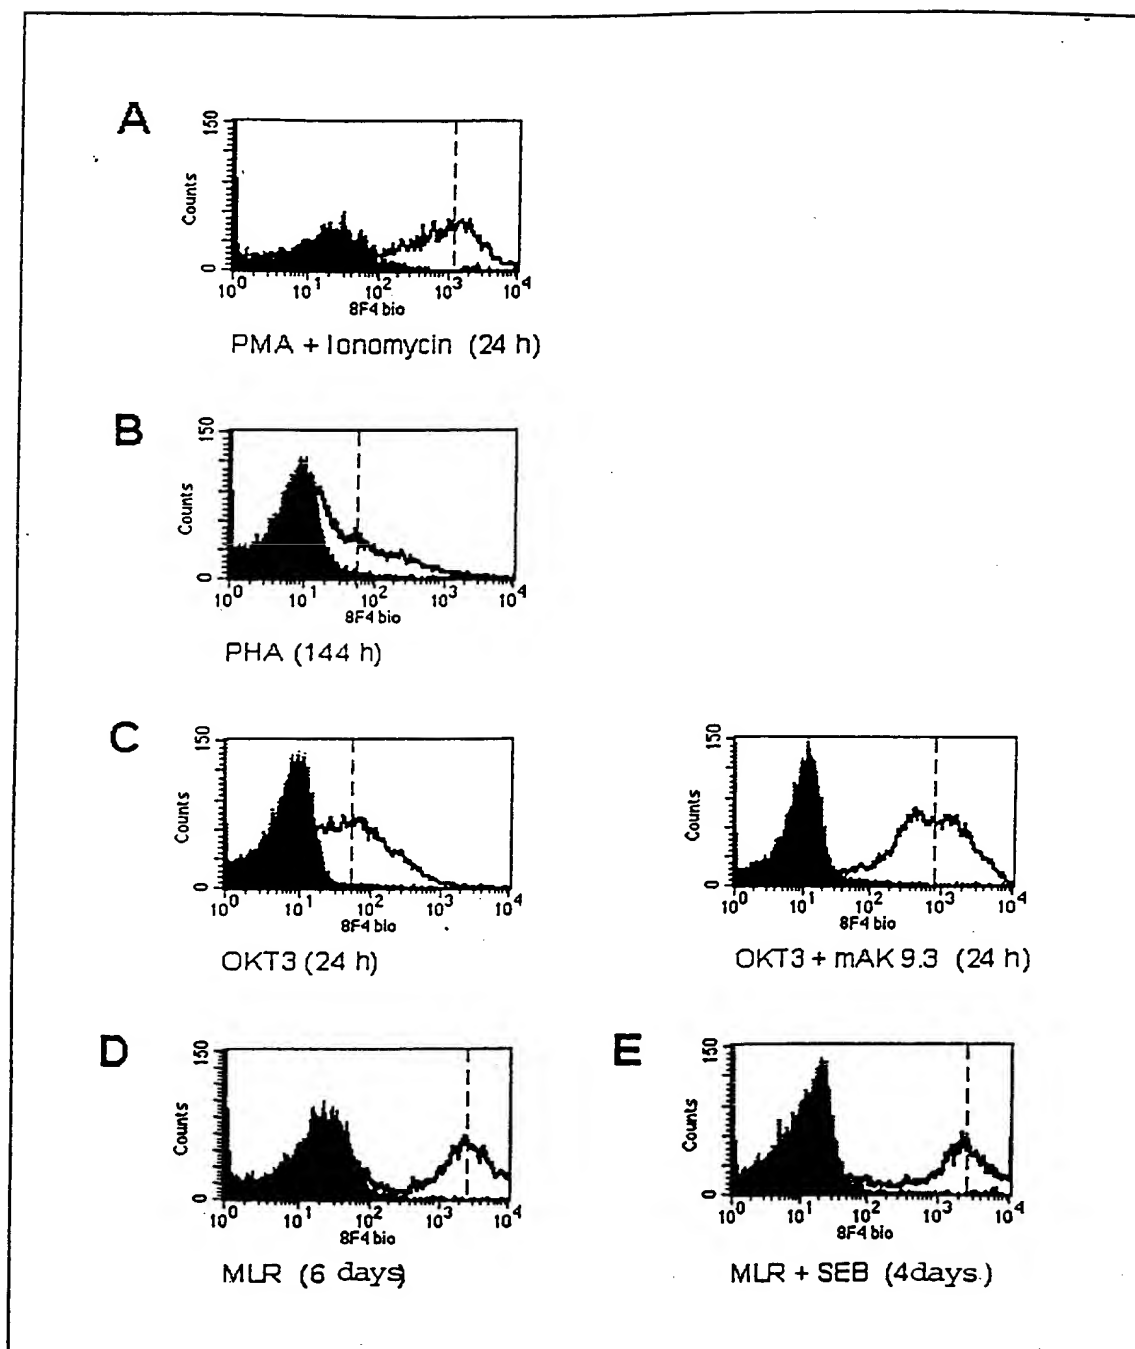 A
150
Counts
0
10^0 10^1 10^2 10^3 10^4
8F4 bio
PMA + Ionomycin (24 h)
B
150
Counts
0
10^0 10^1 10^2 10^3 10^4
8F4 bio
PHA (144 h)
C
150
Counts
0
10^0 10^1 10^2 10^3 10^4
8F4 bio
OKT3 (24 h)
150
Counts
0
10^0 10^1 10^2 10^3 10^4
8F4 bio
OKT3 + mAK 9.3 (24 h)
D
150
Counts
0
10^0 10^1 10^2 10^3 10^4
8F4 bio
MLR (6 days)
E
150
Counts
0
10^0 10^1 10^2 10^3 10^4
8F4 bio
MLR + SEB (4days.)